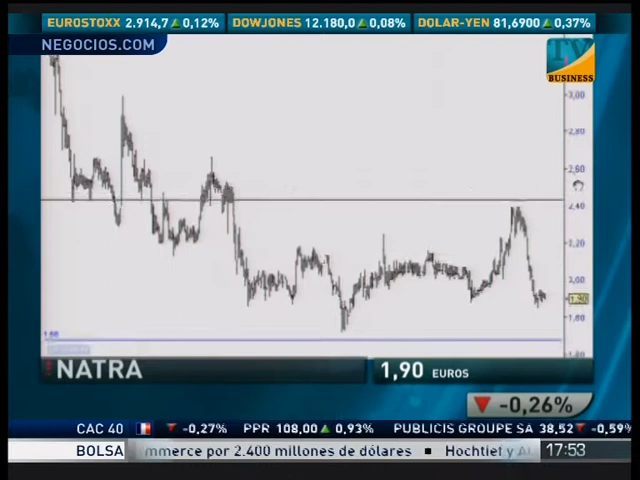 EUROSTOXX 2.914,7 ▲ 0,12% DOWJONES 12.180,0 ▲ 0,08% DOLAR-YEN 81,6900 ▲ 0,37%
NEGOCIOS.COM
TV
BUSINESS
3,00
2,80
2,60
2,40
2,20
2,00
1,90
1,80
1,60
NATRA
1,90 EUROS
▼ -0,26%
CAC 40 ▼ -0,27% PPR 108,00 ▲ 0,93% PUBLICIS GROUPE SA 38,52 ▼ -0,59%
BOLSA mmerce por 2.400 millones de dólares ■ Hochtief y 17:53